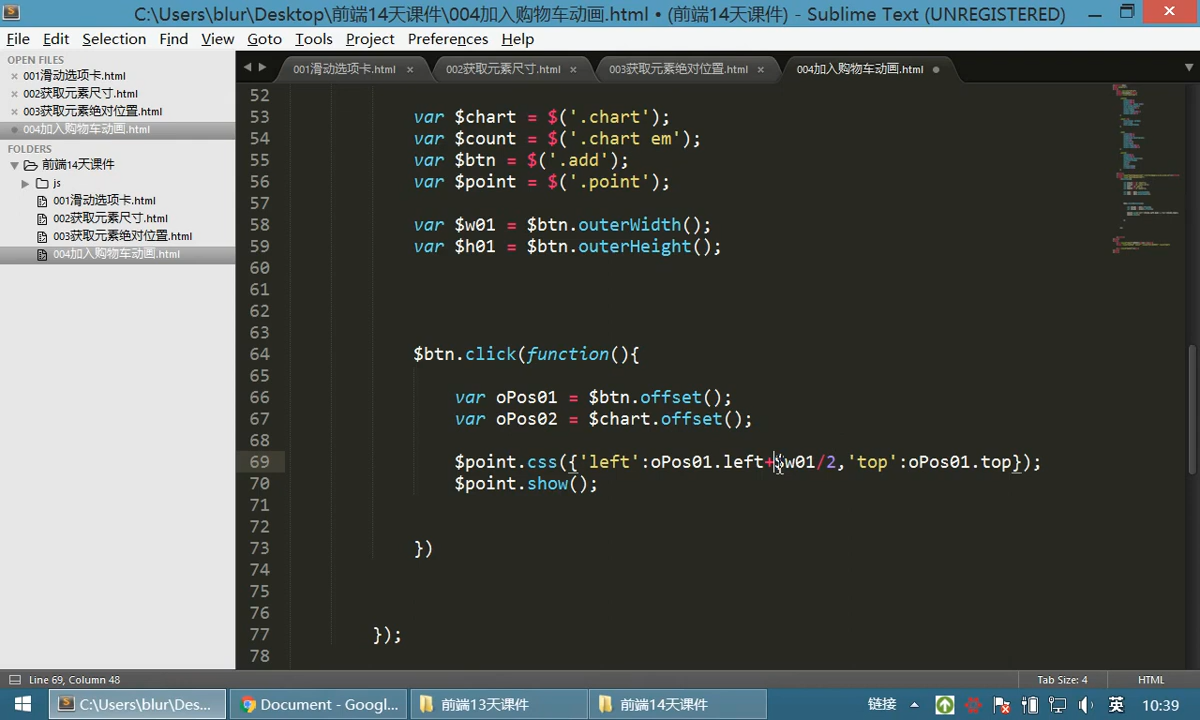 C:\Users\blur\Desktop\前端14天课件\004加入购物车动画.html • (前端14天课件) - Sublime Text (UNREGISTERED)
File Edit Selection Find View Goto Tools Project Preferences Help
OPEN FILES
001滑动选项卡.html
002获取元素尺寸.html
003获取元素绝对位置.html
004加入购物车动画.html
FOLDERS
前端14天课件
js
001滑动选项卡.html
002获取元素尺寸.html
003获取元素绝对位置.html
004加入购物车动画.html
001滑动选项卡.html 002获取元素尺寸.html 003获取元素绝对位置.html 004加入购物车动画.html
52
53 var $chart = $('.chart');
54 var $count = $('.chart em');
55 var $btn = $('.add');
56 var $point = $('.point');
57
58 var $w01 = $btn.outerWidth();
59 var $h01 = $btn.outerHeight();
60
61
62
63
64 $btn.click(function(){
65
66 var oPos01 = $btn.offset();
67 var oPos02 = $chart.offset();
68
69 $point.css({'left':oPos01.left+$w01/2,'top':oPos01.top});
70 $point.show();
71
72
73 })
74
75
76
77 });
78
Line 69, Column 48 Tab Size: 4 HTML
C:\Users\blur\Des... Document - Googl... 前端13天课件 前端14天课件 链接 英 10:39